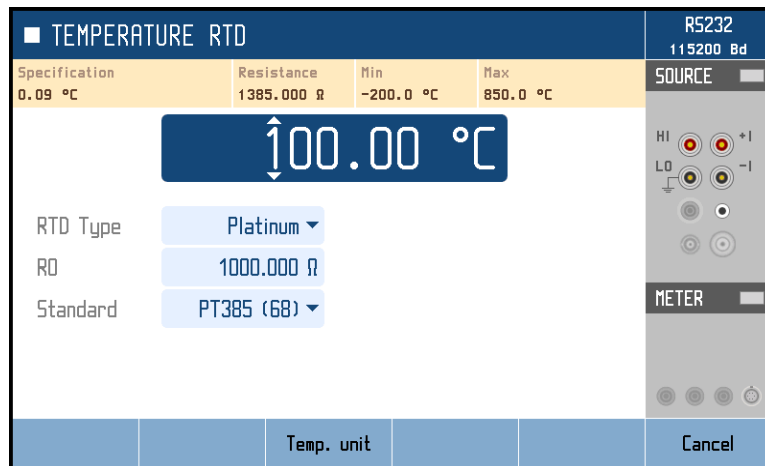 TEMPERATURE RTD
RS232
115200 Bd
Specification Resistance Min Max
0.09 °C 1385.000 Ω -200.0 °C 850.0 °C
SOURCE
100.00 °C
HI +I
LO -I
RTD Type Platinum
R0 1000.000 Ω
Standard PT385 (68)
METER
Temp. unit Cancel